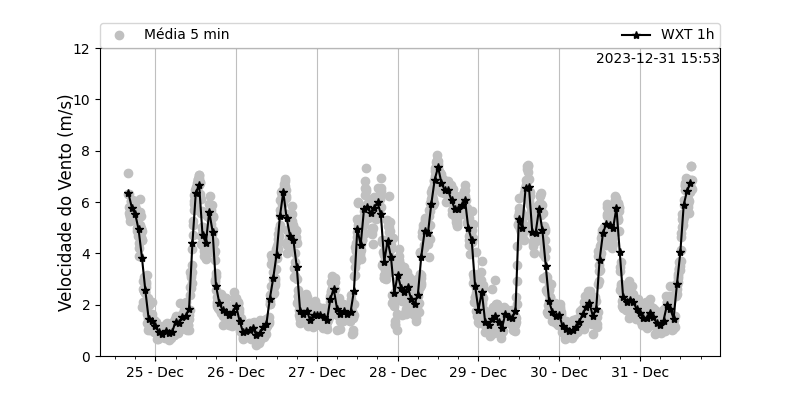 Média 5 min
WXT 1h
2023-12-31 15:53
Velocidade do Vento (m/s)
12
10
8
6
4
2
0
25 - Dec
26 - Dec
27 - Dec
28 - Dec
29 - Dec
30 - Dec
31 - Dec